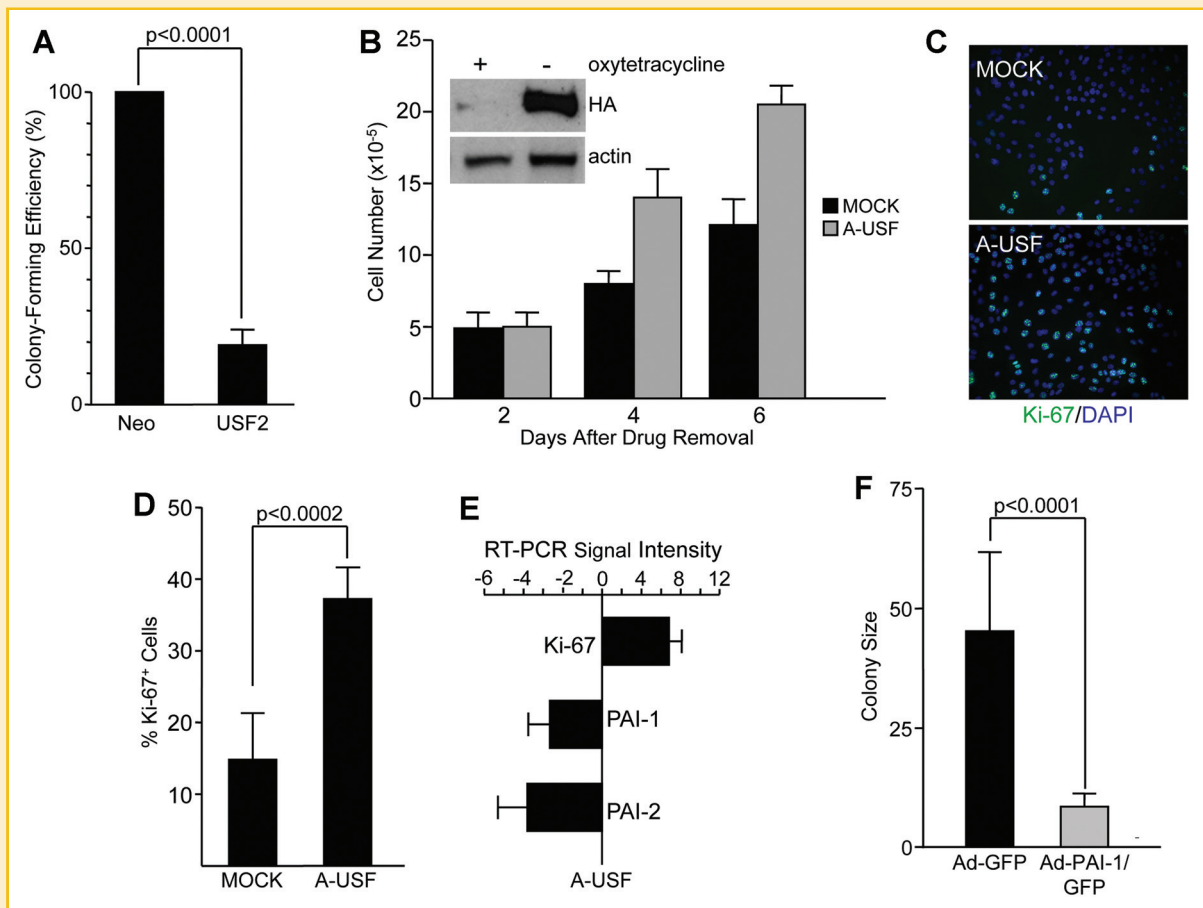 A
p<0.0001
Colony-Forming Efficiency (%)
100
50
0
Neo USF2
B
25
20
15
10
5
0
Cell Number (x10-5)
+ - oxytetracycline
HA
actin
MOCK
A-USF
2 4 6
Days After Drug Removal
C
MOCK
A-USF
Ki-67/DAPI
D
p<0.0002
% Ki-67+ Cells
50
40
30
20
10
MOCK A-USF
E
RT-PCR Signal Intensity
-6 -4 -2 0 4 8 12
Ki-67
PAI-1
PAI-2
A-USF
F
p<0.0001
Colony Size
75
50
25
0
Ad-GFP Ad-PAI-1/
GFP